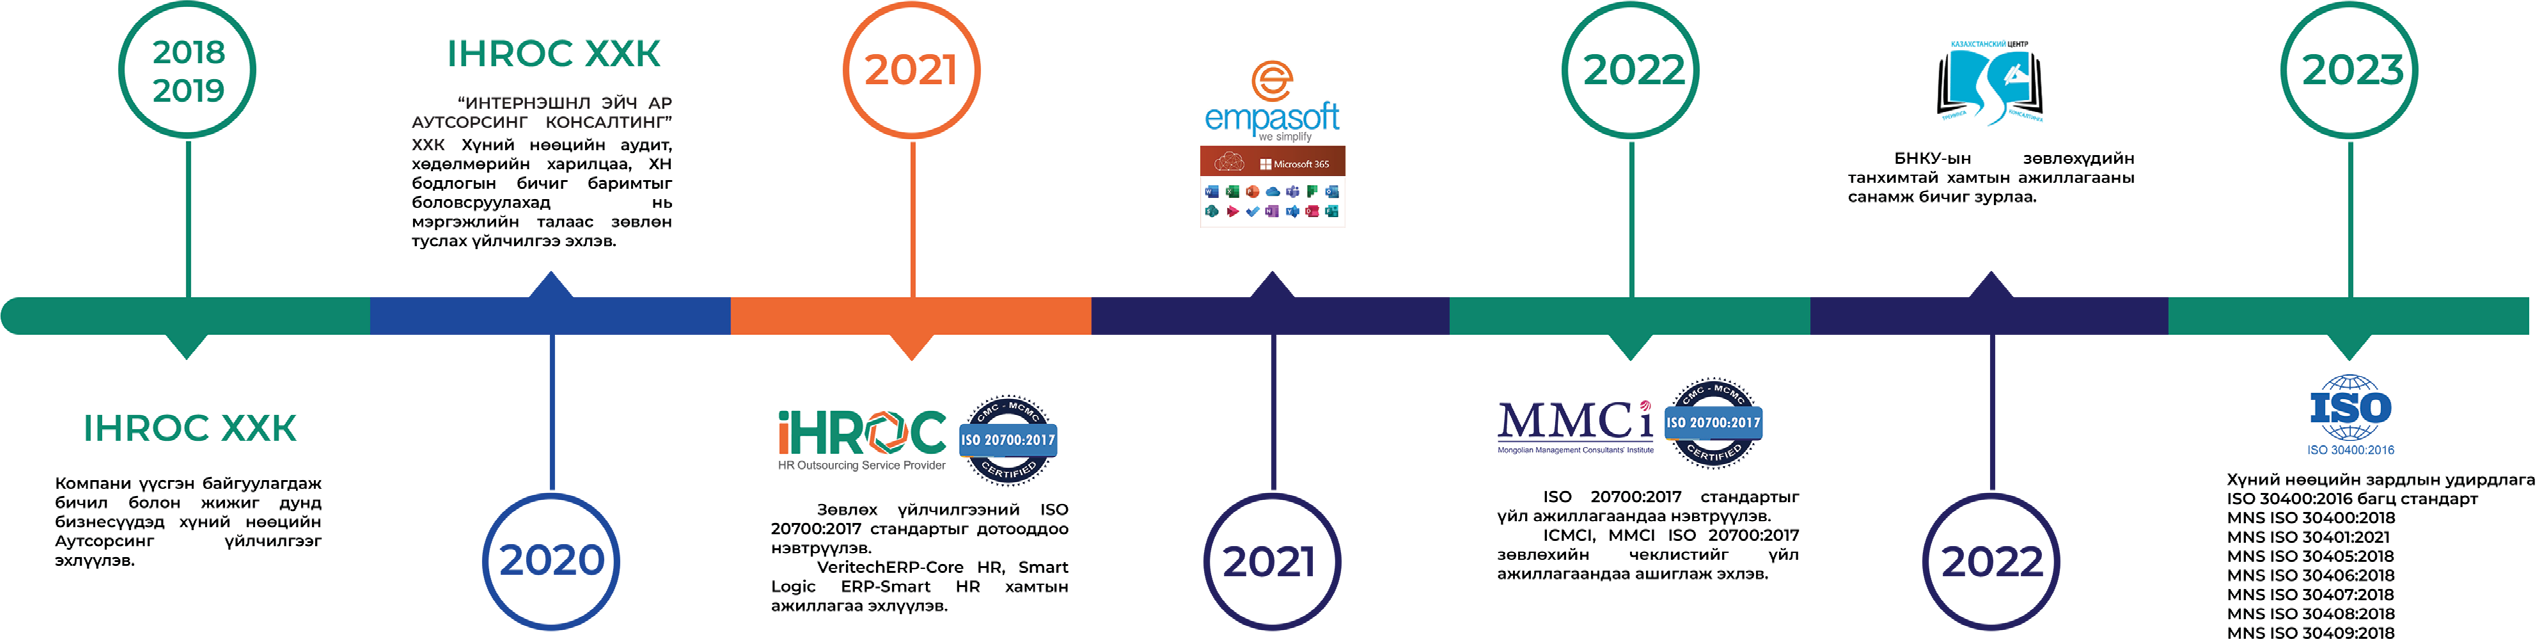 2018
2019
IHROC ХХК
Компани үүсгэн байгуулагдаж
бичил болон жижиг дунд
бизнесүүдэд хүний нөөцийн
Аутсорсинг үйлчилгээг
эхлүүлэв.
IHROC ХХК
“ИНТЕРНЭШНЛ ЭЙЧ АР
АУТСОРСИНГ КОНСАЛТИНГ”
ХХК Хүний нөөцийн аудит,
хөдөлмөрийн харилцаа, ХН
бодлогын бичиг баримтыг
боловсруулахад нь
мэргэжлийн талаас зөвлөн
туслах үйлчилгээ эхлэв.
2020
2021
iHROC
HR Outsourcing Service Provider
CMC - MCMC
ISO 20700:2017
CERTIFIED
Зөвлөх үйлчилгээний ISO
20700:2017 стандартыг дотооддоо
нэвтрүүлэв.
VeritechERP-Core HR, Smart
Logic ERP-Smart HR хамтын
ажиллагаа эхлүүлэв.
empasoft
we simplify
Microsoft 365
2021
2022
MMCi
Mongolian Management Consultants' Institute
CMC - MCMC
ISO 20700:2017
CERTIFIED
ISO 20700:2017 стандартыг
үйл ажиллагаандаа нэвтрүүлэв.
ICMCI, MMCI ISO 20700:2017
зөвлөхийн чеклистийг үйл
ажиллагаандаа ашиглаж эхлэв.
КАЗАХСТАНСКИЙ ЦЕНТР
ТРЕНИНГА КОНСАЛТИНГА
БНКУ-ын зөвлөхүдийн
танхимтай хамтын ажиллагааны
санамж бичиг зурлаа.
2022
2023
ISO
ISO 30400:2016
Хүний нөөцийн зардлын удирдлага
ISO 30400:2016 багц стандарт
MNS ISO 30400:2018
MNS ISO 30401:2021
MNS ISO 30405:2018
MNS ISO 30406:2018
MNS ISO 30407:2018
MNS ISO 30408:2018
MNS ISO 30409:2018